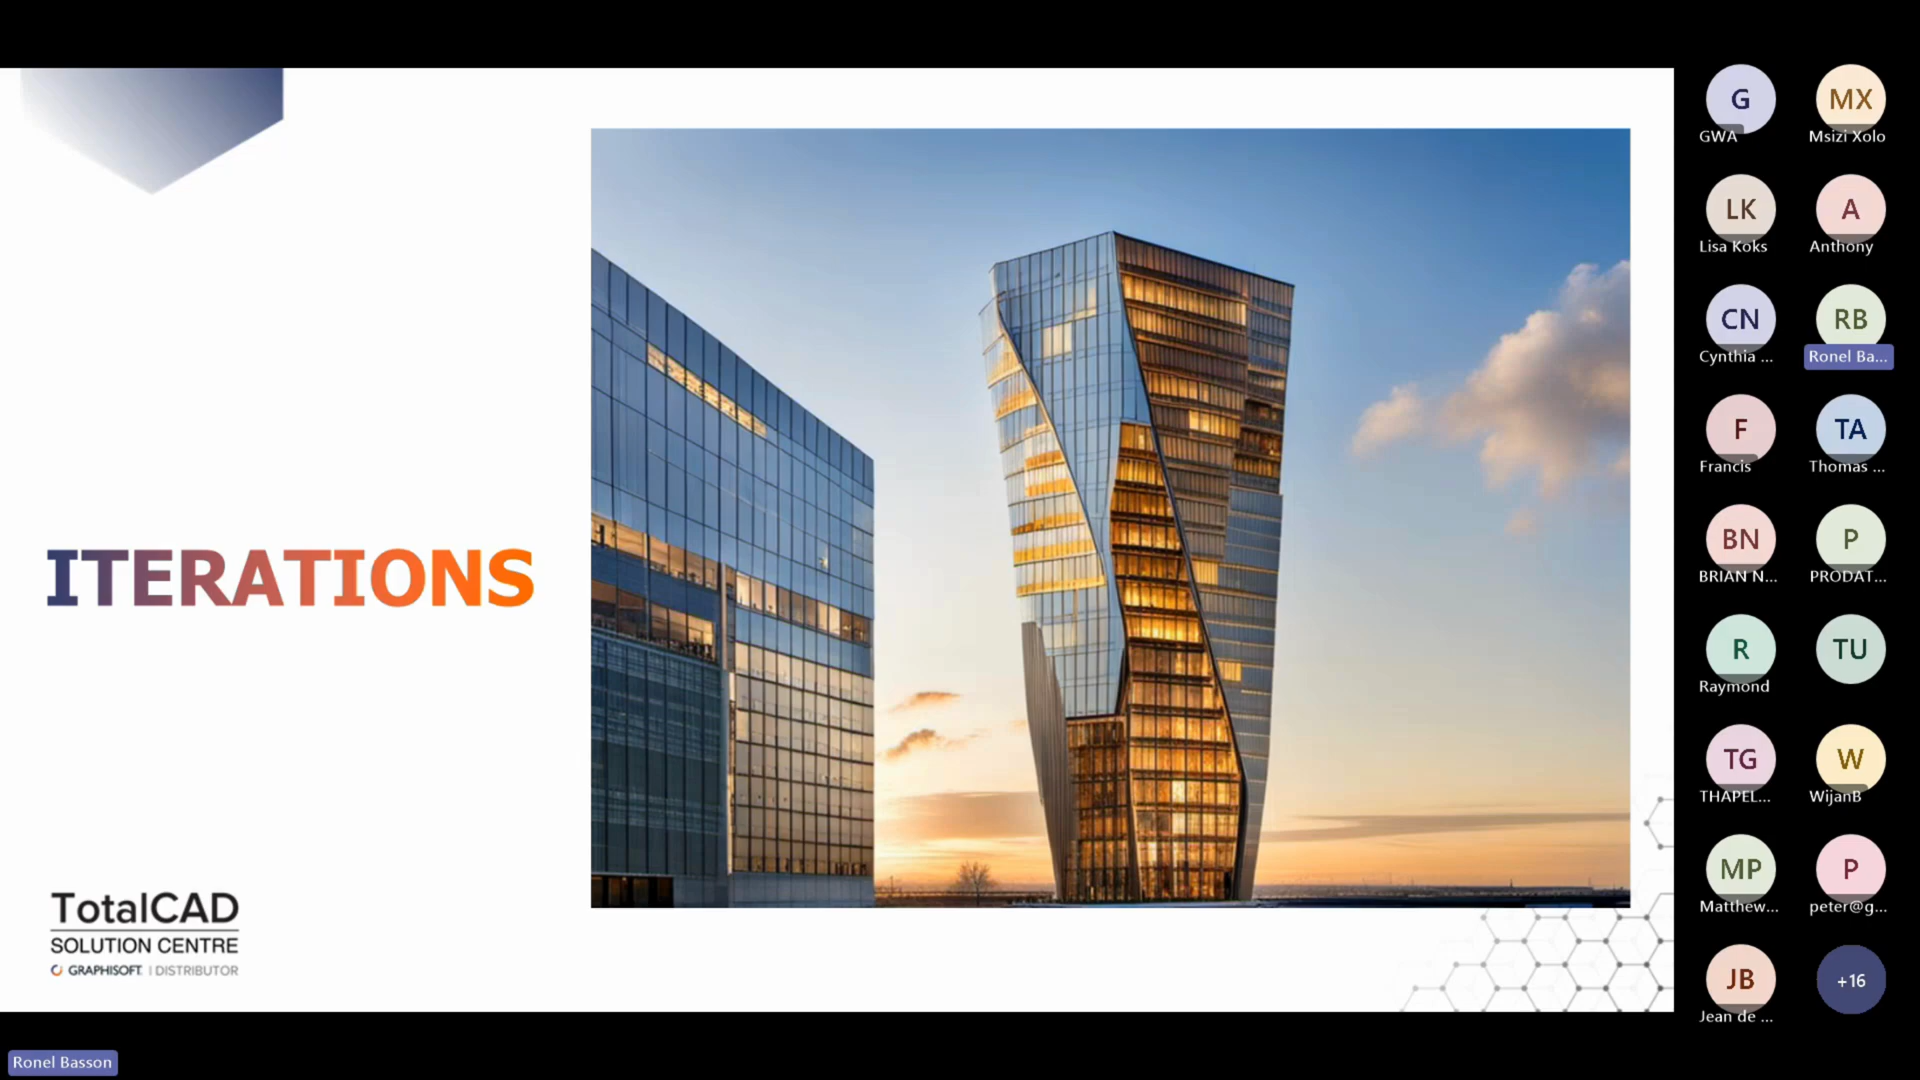 ITERATIONS
TotalCAD
SOLUTION CENTRE
GRAPHISOFT | DISTRIBUTOR
G
GWA
MX
Msizi Xolo
LK
Lisa Koks
A
Anthony
CN
Cynthia ...
RB
Ronel Ba...
F
Francis
TA
Thomas ...
BN
BRIAN N...
P
PRODAT...
R
Raymond
TU
TG
THAPEL...
W
WijanB
MP
Matthew...
P
peter@g...
JB
Jean de ...
+16
Ronel Basson